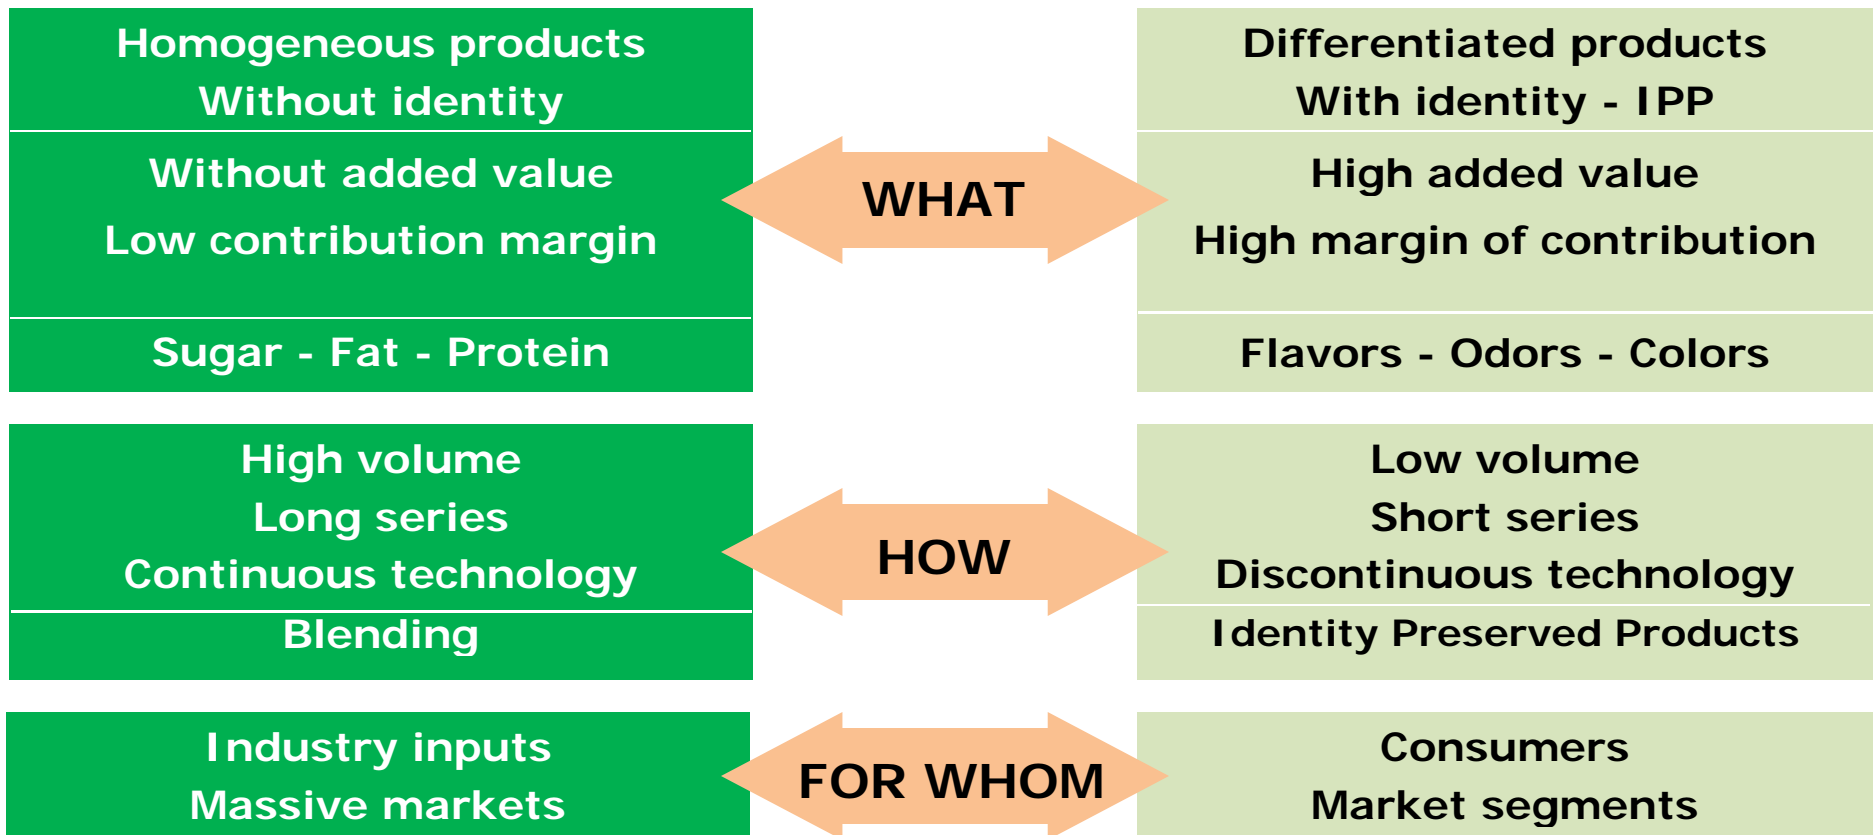 Homogeneous products
Without identity
Without added value
Low contribution margin
Sugar - Fat - Protein
WHAT
Differentiated products
With identity - IPP
High added value
High margin of contribution
Flavors - Odors - Colors
High volume
Long series
Continuous technology
Blending
HOW
Low volume
Short series
Discontinuous technology
Identity Preserved Products
Industry inputs
Massive markets
FOR WHOM
Consumers
Market segments